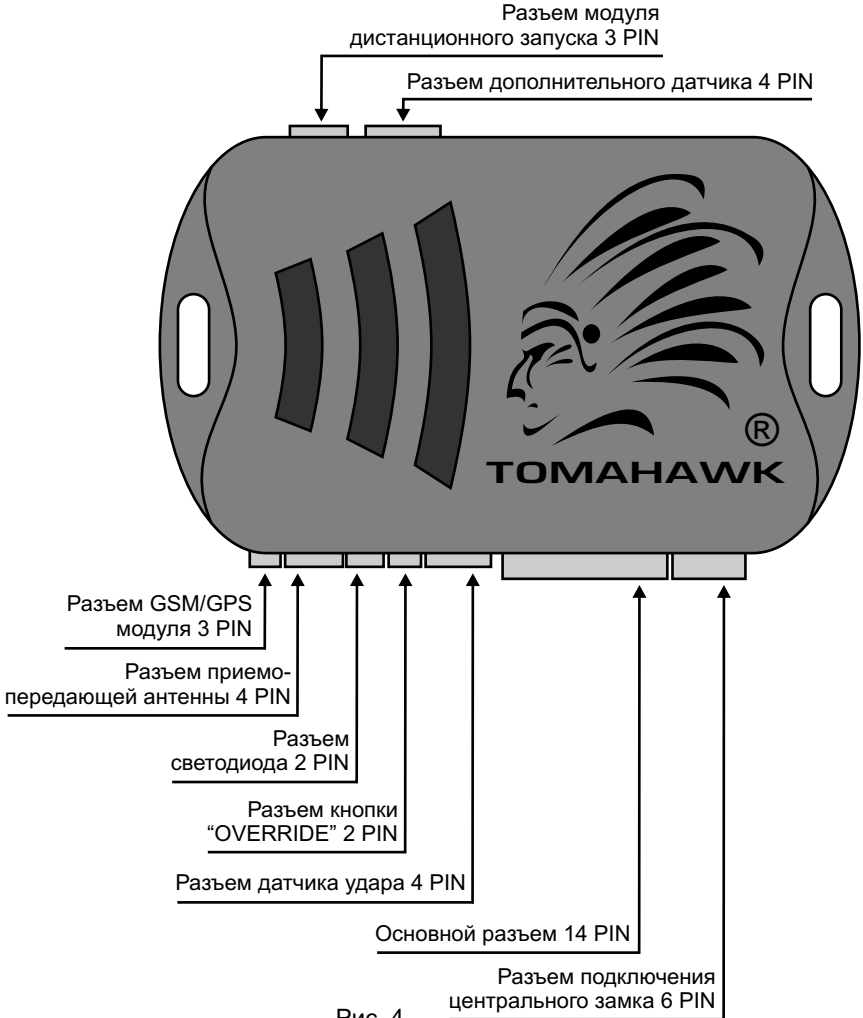 Разъем модуля
дистанционного запуска 3 PIN
Разъем дополнительного датчика 4 PIN
®
TOMAHAWK
Разъем GSM/GPS
модуля 3 PIN
Разъем приемо-
передающей антенны 4 PIN
Разъем
светодиода 2 PIN
Разъем кнопки
“OVERRIDE” 2 PIN
Разъем датчика удара 4 PIN
Основной разъем 14 PIN
Разъем подключения
центрального замка 6 PIN
Рис. 4